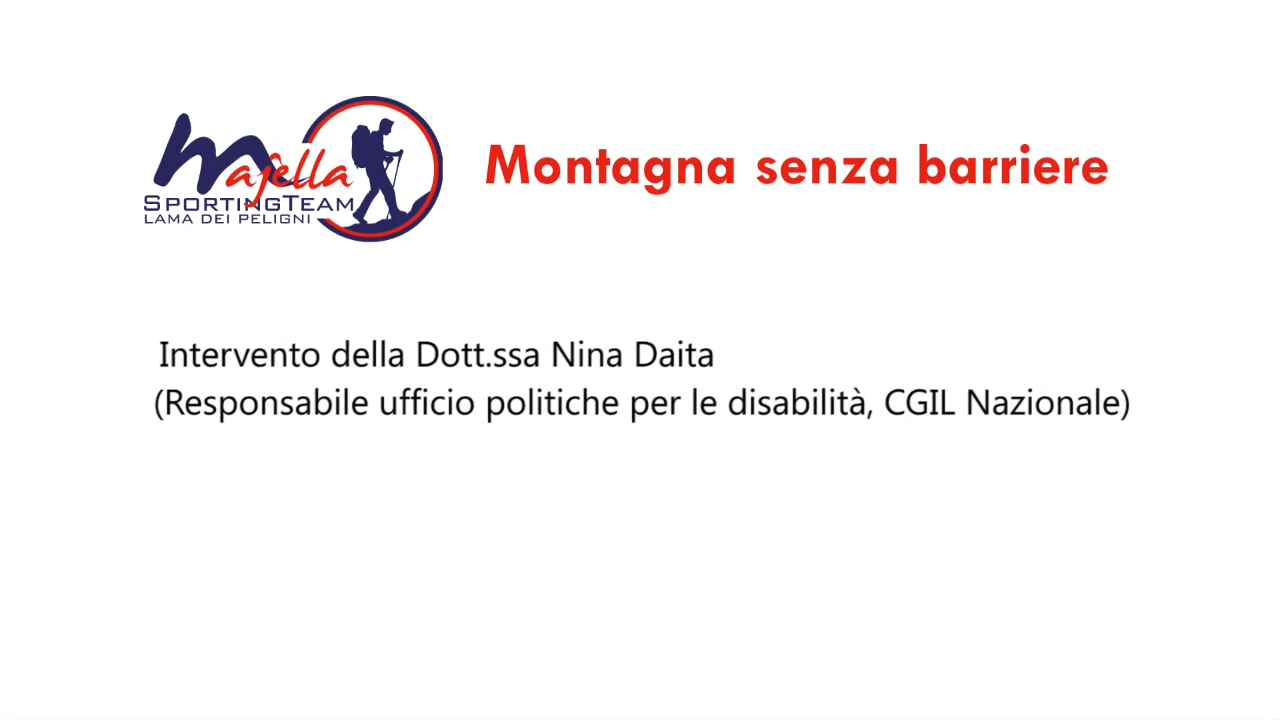 Majella
SPORTINGTEAM
LAMA DEI PELIGNI
Montagna senza barriere
Intervento della Dott.ssa Nina Daita
(Responsabile ufficio politiche per le disabilità, CGIL Nazionale)